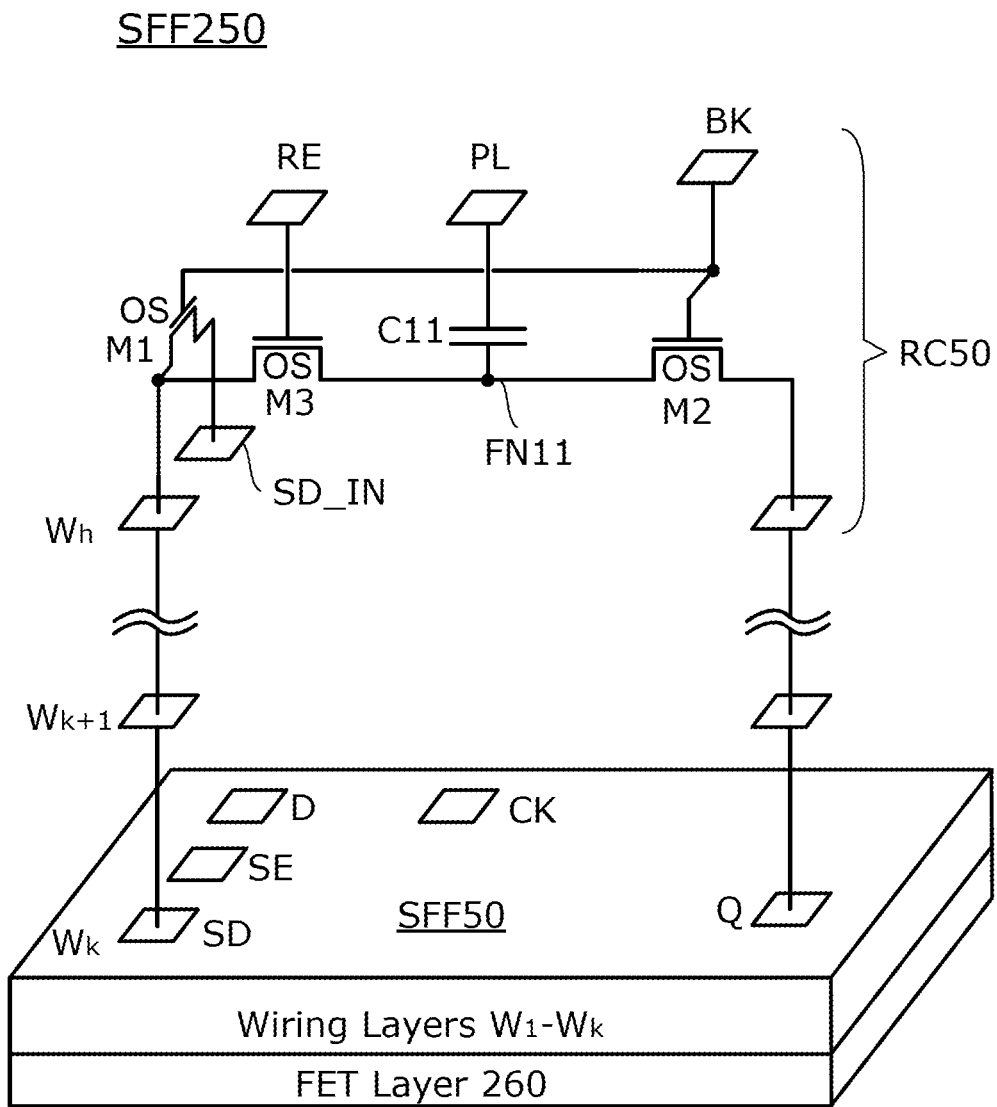 SFF250
BK
RE
PL
OS
M1
C11
OS
M3
OS
M2
RC50
FN11
SD_IN
Wh
Wk+1
D
CK
SE
SFF50
Q
Wk
SD
Wiring Layers W1-Wk
FET Layer 260